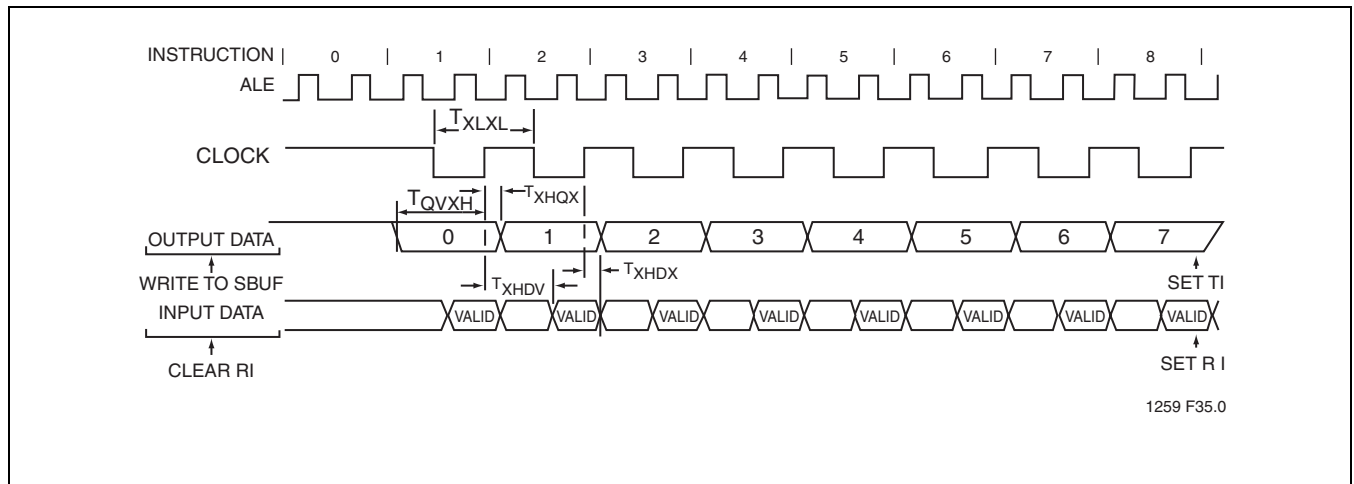 INSTRUCTION | 0 | 1 | 2 | 3 | 4 | 5 | 6 | 7 | 8 |
ALE
TXLXL
CLOCK
TQVXH TXHQX
OUTPUT DATA 0 1 2 3 4 5 6 7
WRITE TO SBUF TXHDV TXHDX SET TI
INPUT DATA VALID VALID VALID VALID VALID VALID VALID VALID
CLEAR RI SET R I
1259 F35.0